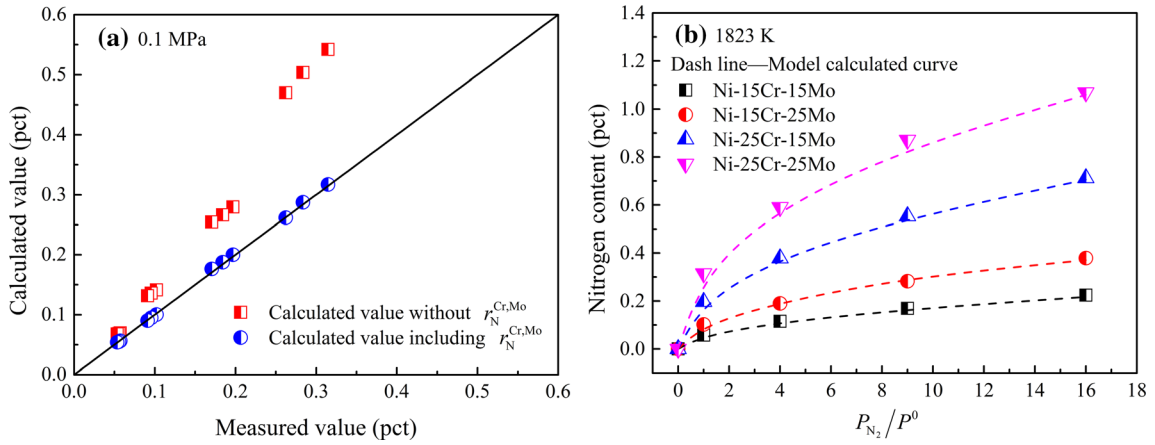 (a) 0.1 MPa
0.6
0.5
0.4
0.3
0.2
0.1
0.0
Calculated value (pct)
Calculated value without r_N^{Cr,Mo}
Calculated value including r_N^{Cr,Mo}
0.0 0.1 0.2 0.3 0.4 0.5 0.6
Measured value (pct)
(b) 1823 K
Dash line—Model calculated curve
Ni-15Cr-15Mo
Ni-15Cr-25Mo
Ni-25Cr-15Mo
Ni-25Cr-25Mo
1.4
1.2
1.0
0.8
0.6
0.4
0.2
0.0
Nitrogen content (pct)
0 2 4 6 8 10 12 14 16 18
P_{N_2}/P^0